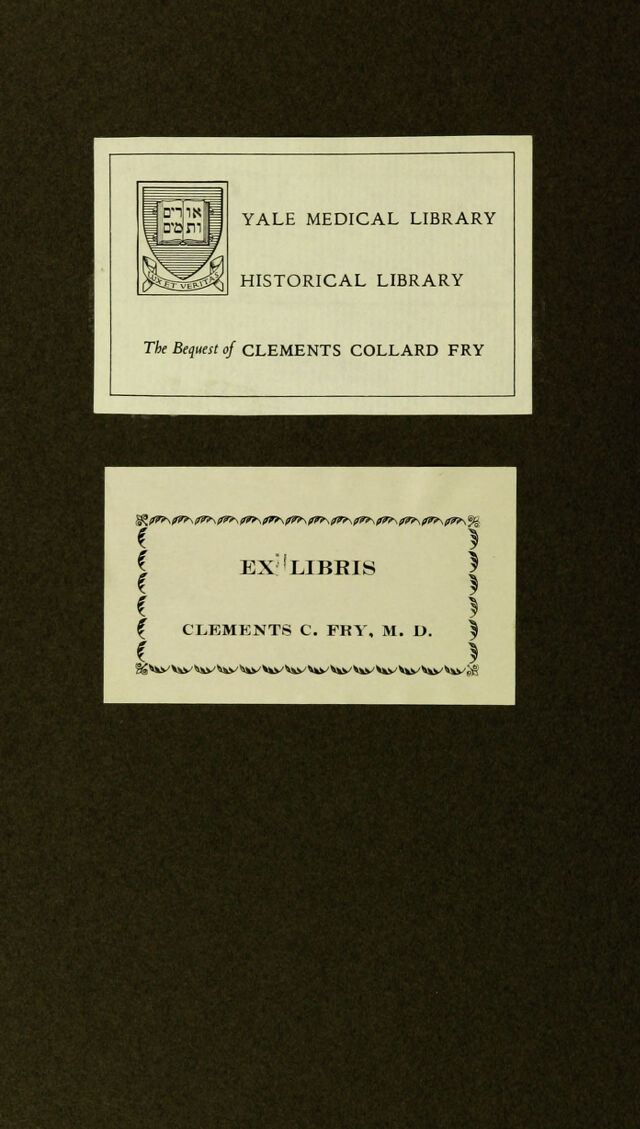 אורים
ותמים
LUX ET VERITAS
YALE MEDICAL LIBRARY
HISTORICAL LIBRARY
The Bequest of CLEMENTS COLLARD FRY
EX LIBRIS
CLEMENTS C. FRY, M. D.